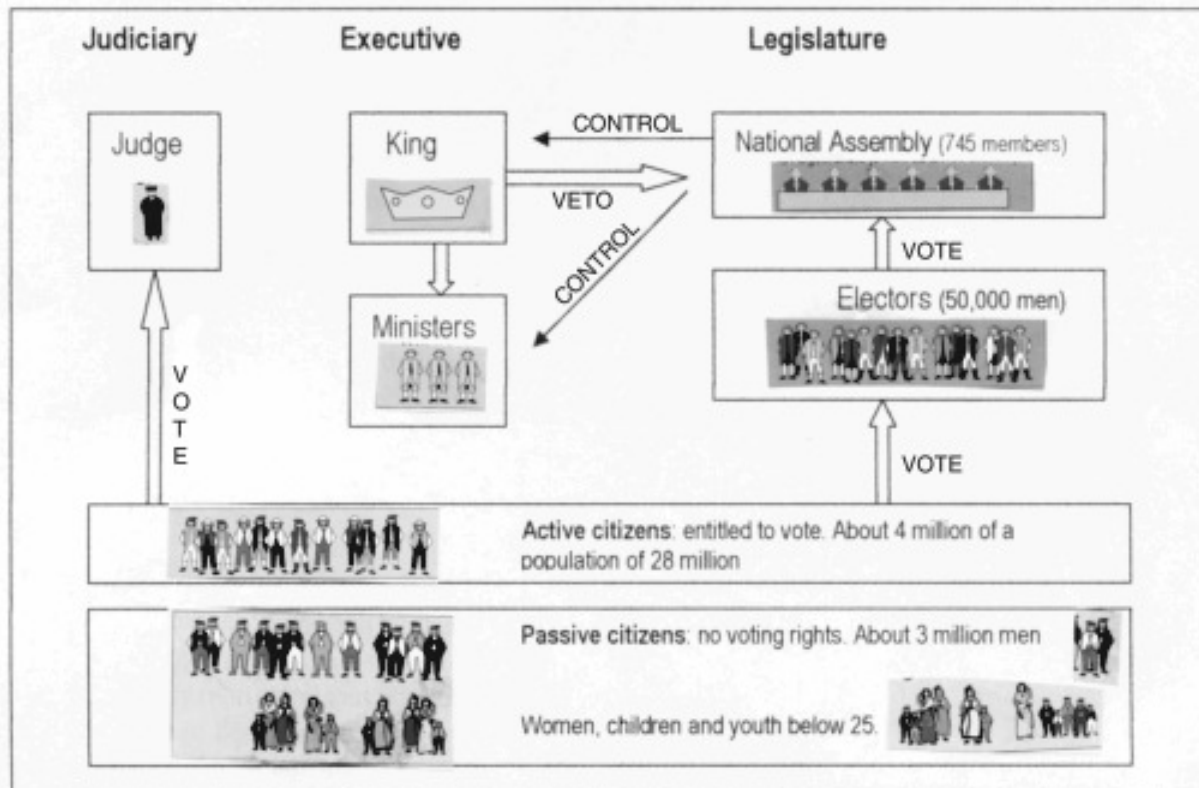 Judiciary Executive Legislature
Judge
King
CONTROL
National Assembly (745 members)
VETO
CONTROL
VOTE
Ministers
Electors (50,000 men)
VOTE
VOTE
Active citizens: entitled to vote. About 4 million of a
population of 28 million
Passive citizens: no voting rights. About 3 million men
Women, children and youth below 25.